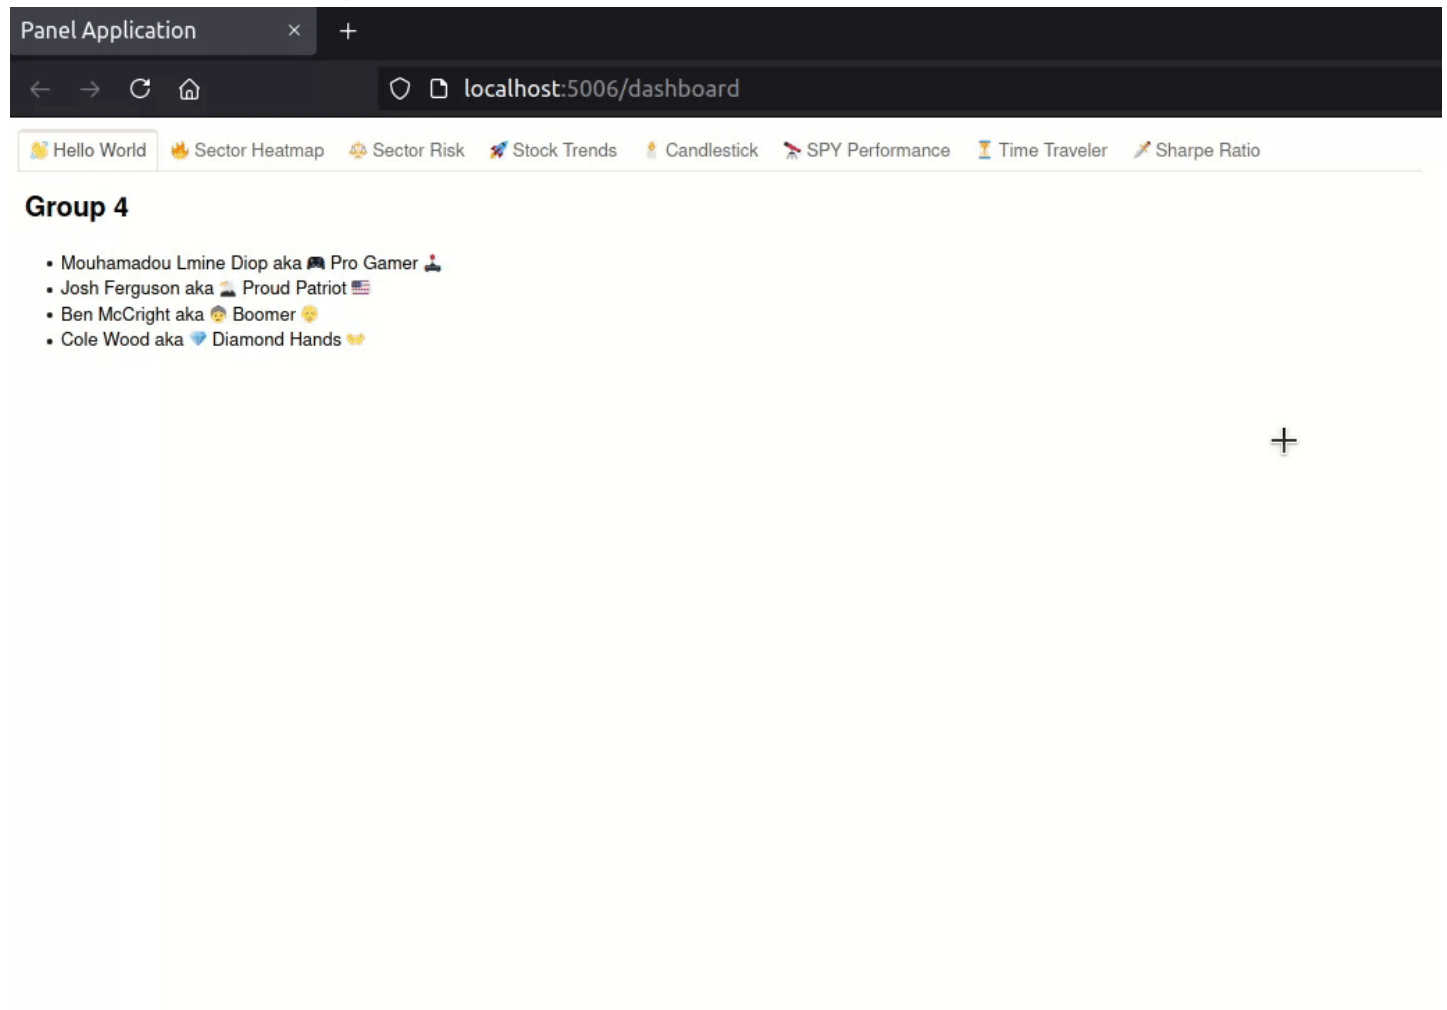 Panel Application
localhost:5006/dashboard
👋 Hello World 🔥 Sector Heatmap ⚖️ Sector Risk 🚀 Stock Trends 🕯️ Candlestick 🔭 SPY Performance ⏳ Time Traveler 🗡️ Sharpe Ratio
Group 4
• Mouhamadou Lmine Diop aka 🎮 Pro Gamer 🕹️
• Josh Ferguson aka 🦅 Proud Patriot 🇺🇸
• Ben McCright aka 🧓 Boomer 👴
• Cole Wood aka 💎 Diamond Hands 👐